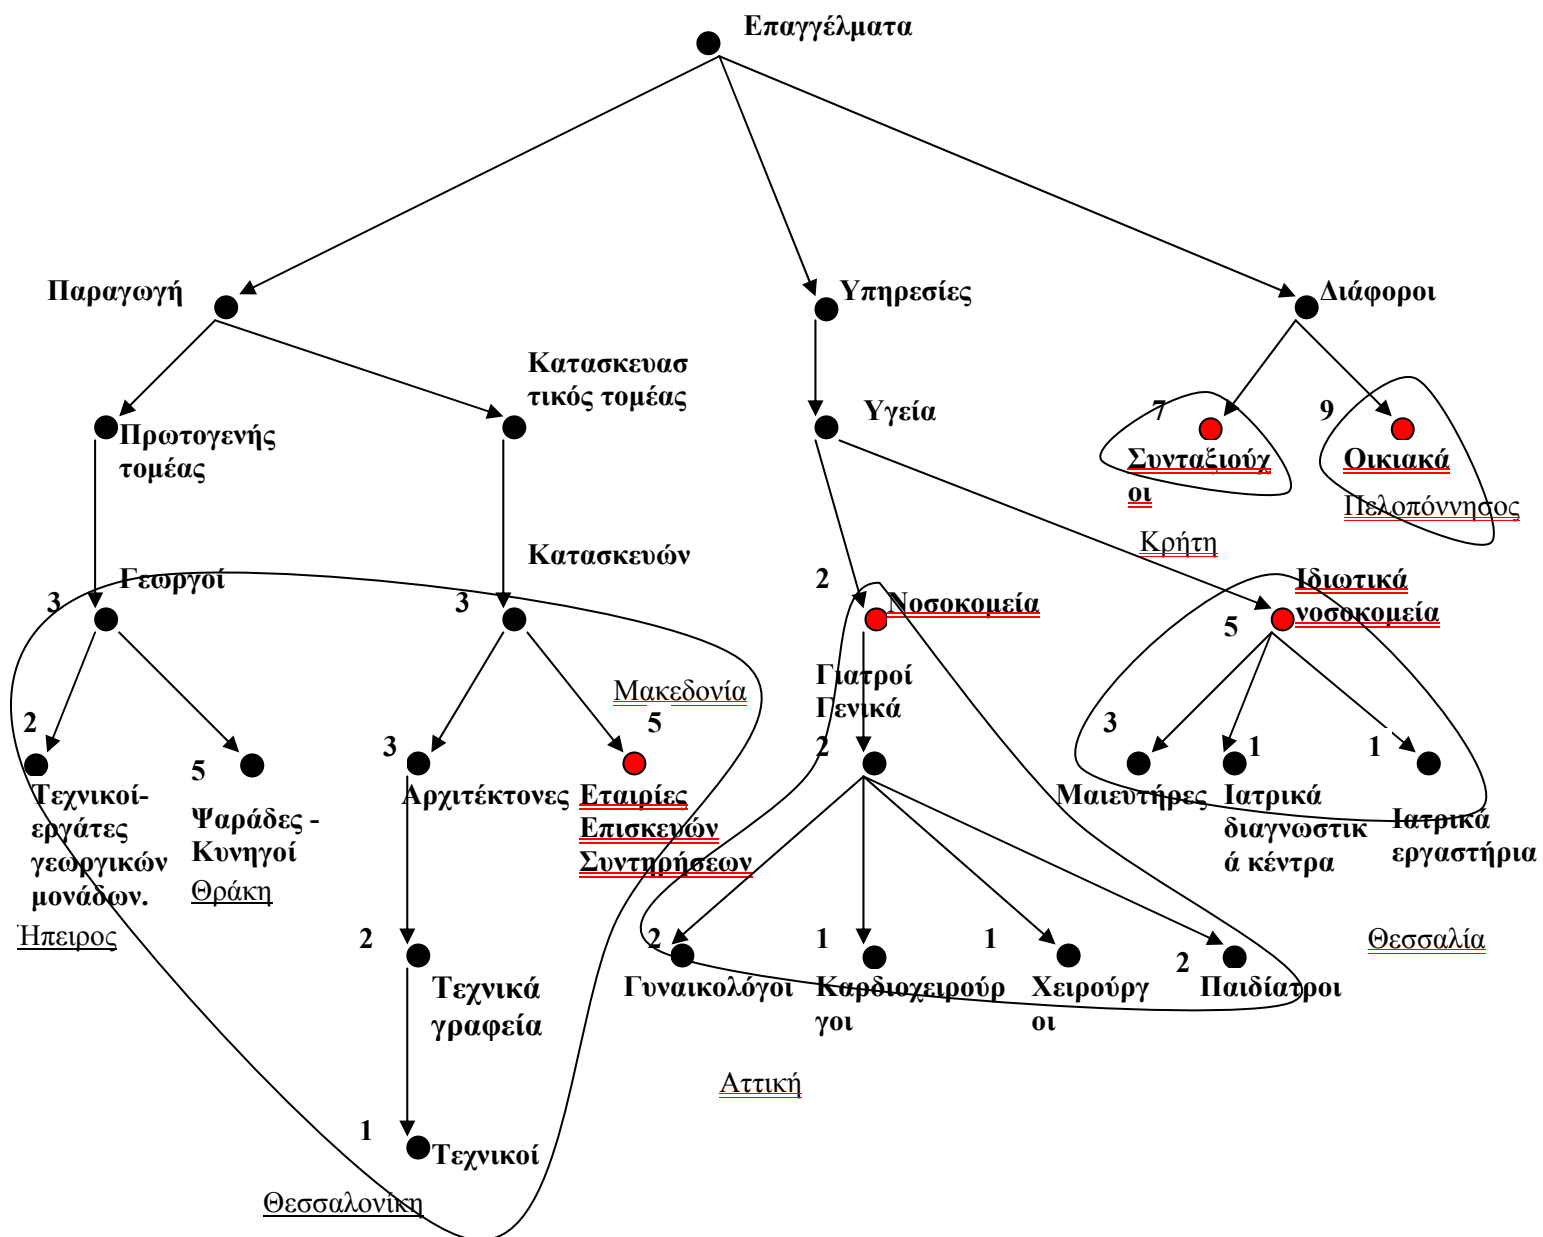 Επαγγέλματα
Παραγωγή
Υπηρεσίες
Διάφοροι
Κατασκευασ
τικός τομέας
Πρωτογενής
τομέας
Υγεία
7
Συνταξιούχ
οι
9
Οικιακά
Πελοπόννησος
Κρήτη
Γεωργοί
3
Κατασκευών
3
2
Νοσοκομεία
Ιδιωτικά
νοσοκομεία
5
Μακεδονία
Γιατροί
Γενικά
2
2
Τεχνικοί-
εργάτες
γεωργικών
μονάδων.
Ήπειρος
5
Ψαράδες -
Κυνηγοί
Θράκη
3
Αρχιτέκτονες
5
Εταιρίες
Επισκευών
Συντηρήσεων
3
Μαιευτήρες
1
Ιατρικά
διαγνωστικ
ά κέντρα
1
Ιατρικά
εργαστήρια
Θεσσαλία
2
Τεχνικά
γραφεία
2
Γυναικολόγοι
1
Καρδιοχειρούρ
γοι
1
Χειρούργ
οι
2
Παιδίατροι
Αττική
1
Τεχνικοί
Θεσσαλονίκη